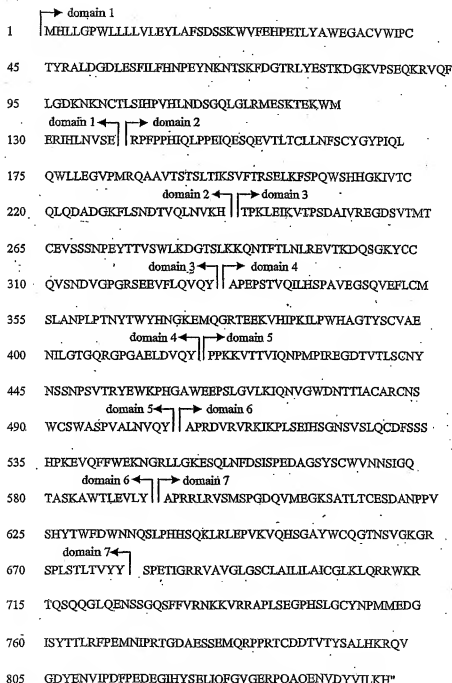 domain 1
1 MHLLGPWLLLLVLEYLAFSDSSKWVFEHPETLYAWEGACVWIPC
45 TYRALDGDLESFILFHNPEYNKNTSKFDGTRLYESTKDGKVPSEQKRVQF
95 LGDKNKNCTLSIHPVHLNDSGQLGLRMESKTEKWM
domain 1 domain 2
130 ERIHLNVSE RPFPPHIQLPPEIQESQEVTLTCLLNFSCYGYPIQL
175 QWLLEGVPMRQAAVTSTSLTIKSVFTRSELKFSPQWSHHGKIVTC
domain 2 domain 3
220 QLQDADGKFLSNDTVQLNVKH TPKLEIKVTPSDAIVREGDSVTMT
265 CEVSSSNPEYTTVSWLKDGTSLKKQNTFTLNLREVTKDQSGKYCC
domain 3 domain 4
310 QVSNDVGPGRSEEVFLQVQY APEPSTVQILHSPAVEGSQVEFLCM
355 SLANPLPTNYTWYHNGKEMQGRTEEKVHIPKILPWHAGTYSCVAE
domain 4 domain 5
400 NILGTGQRGPGAELDVQY PPKKVTTVIQNPMPIREGDTVTLSCNY
445 NSSNPSVTRYEWKPHGAWEEPSLGVLKIQNVGWDNTTIACARCNS
domain 5 domain 6
490 WCSWASPVALNVQY APRDVRVRKIKPLSEIHSGNSVSLQCDFSSS
535 HPKEVQFFWEKNGRLLGKESQLNFDSISPEDAGSYSCWVNNSIGQ
domain 6 domain 7
580 TASKAWTLEVLY APRRLRVSMSPGDQVMEGKSATLTCESDANPPV
625 SHYTWFDWNNQSLPHHSQKLRLEPVKVQHSGAYWCQGTNSVGKGR
domain 7
670 SPLSTLTVYY SPETIGRRVAVGLGSCLAILILAICGLKLQRRWKR
715 TQSQQGLQENSSGQSFFVRNKKVRRAPLSEGPHSLGCYNPMMEDG
760 ISYTTLRFPEMNIPRTGDAESSEMQRPPRTCDDTVTYSALHKRQV
805 GDYENVIPDFPEDEGIHYSELIQFGVGERPQAQENVDYVILKH"